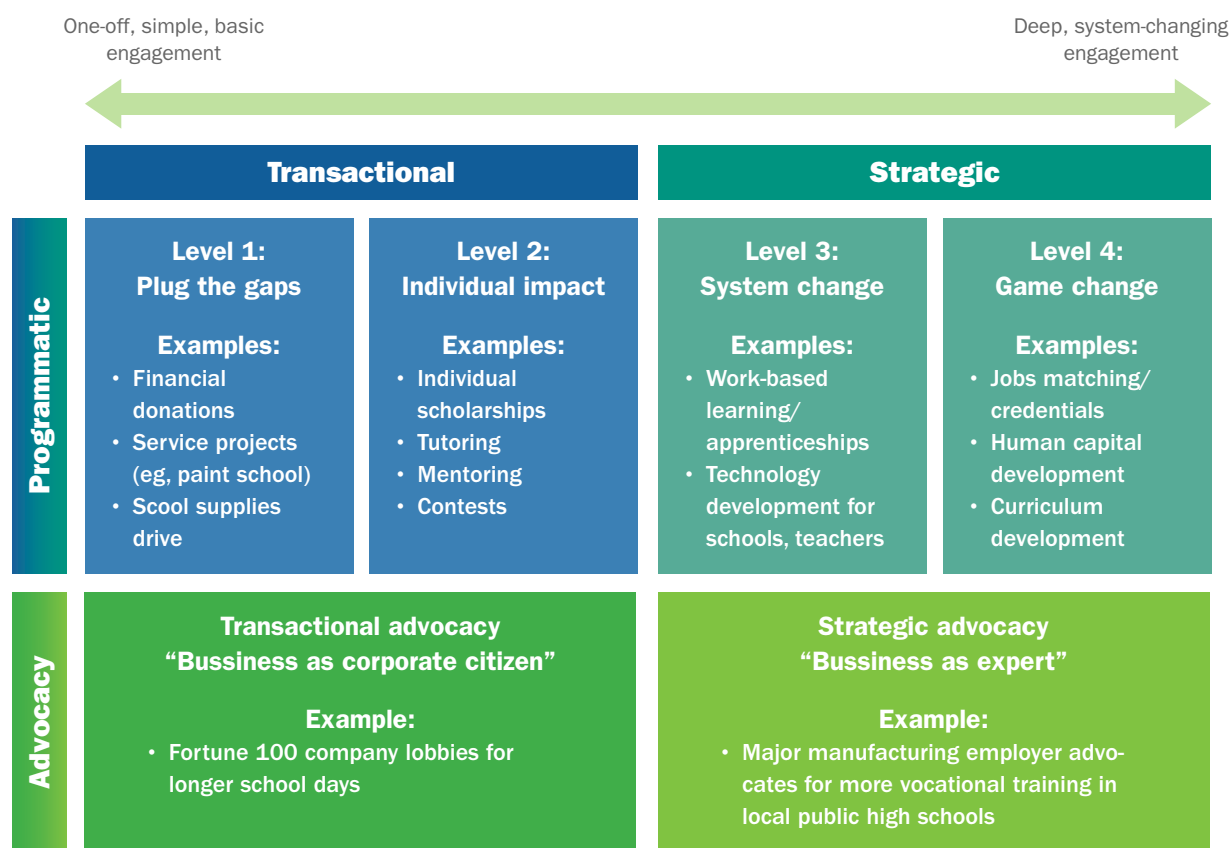 One-off, simple, basic
engagement
Deep, system-changing
engagement
Transactional
Strategic
Programmatic
Level 1:
Plug the gaps
Examples:
• Financial
donations
• Service projects
(eg, paint school)
• Scool supplies
drive
Level 2:
Individual impact
Examples:
• Individual
scholarships
• Tutoring
• Mentoring
• Contests
Level 3:
System change
Examples:
• Work-based
learning/
apprenticeships
• Technology
development for
schools, teachers
Level 4:
Game change
Examples:
• Jobs matching/
credentials
• Human capital
development
• Curriculum
development
Advocacy
Transactional advocacy
“Bussiness as corporate citizen”
Example:
• Fortune 100 company lobbies for
longer school days
Strategic advocacy
“Bussiness as expert”
Example:
• Major manufacturing employer advo-
cates for more vocational training in
local public high schools